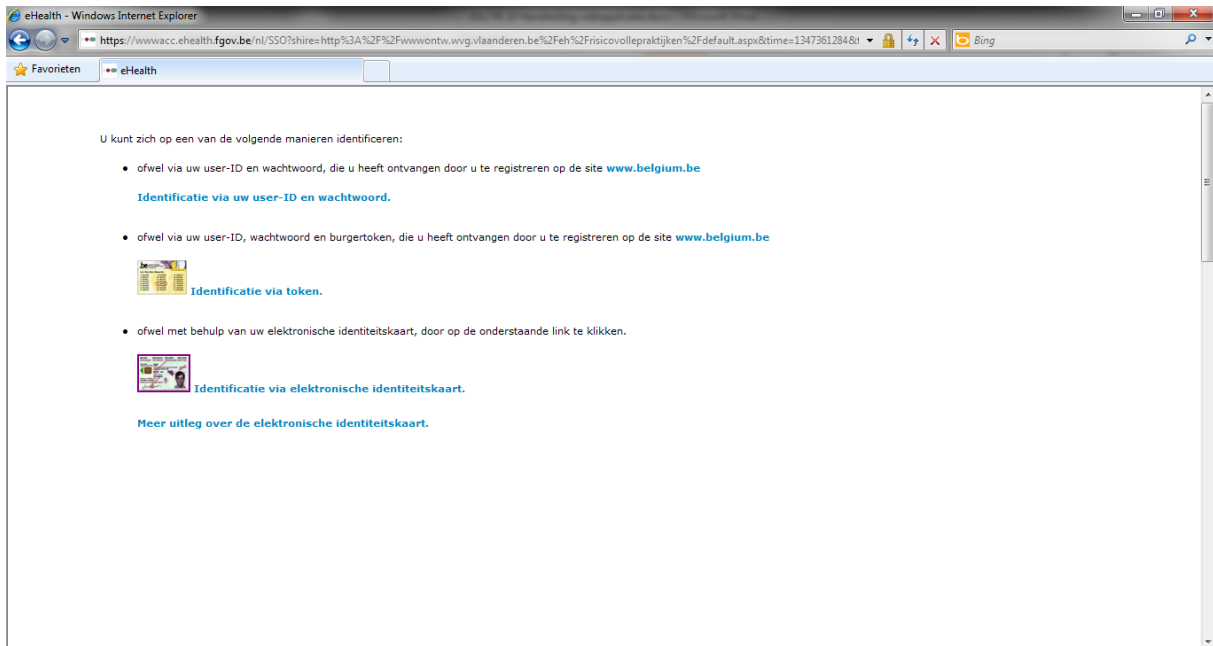 eHealth - Windows Internet Explorer
https://wwwacc.ehealth.fgov.be/nl/SSO?shire=http%3A%2F%2Fwwwontw.wvg.vlaanderen.be%2Feh%2Frisicovollepraktijken%2Fdefault.aspx&time=1347361284&
Bing
Favorieten
eHealth
U kunt zich op een van de volgende manieren identificeren:
• ofwel via uw user-ID en wachtwoord, die u heeft ontvangen door u te registreren op de site www.belgium.be
Identificatie via uw user-ID en wachtwoord.
• ofwel via uw user-ID, wachtwoord en burgertoken, die u heeft ontvangen door u te registreren op de site www.belgium.be
be
Identificatie via token.
• ofwel met behulp van uw elektronische identiteitskaart, door op de onderstaande link te klikken.
Identificatie via elektronische identiteitskaart.
Meer uitleg over de elektronische identiteitskaart.